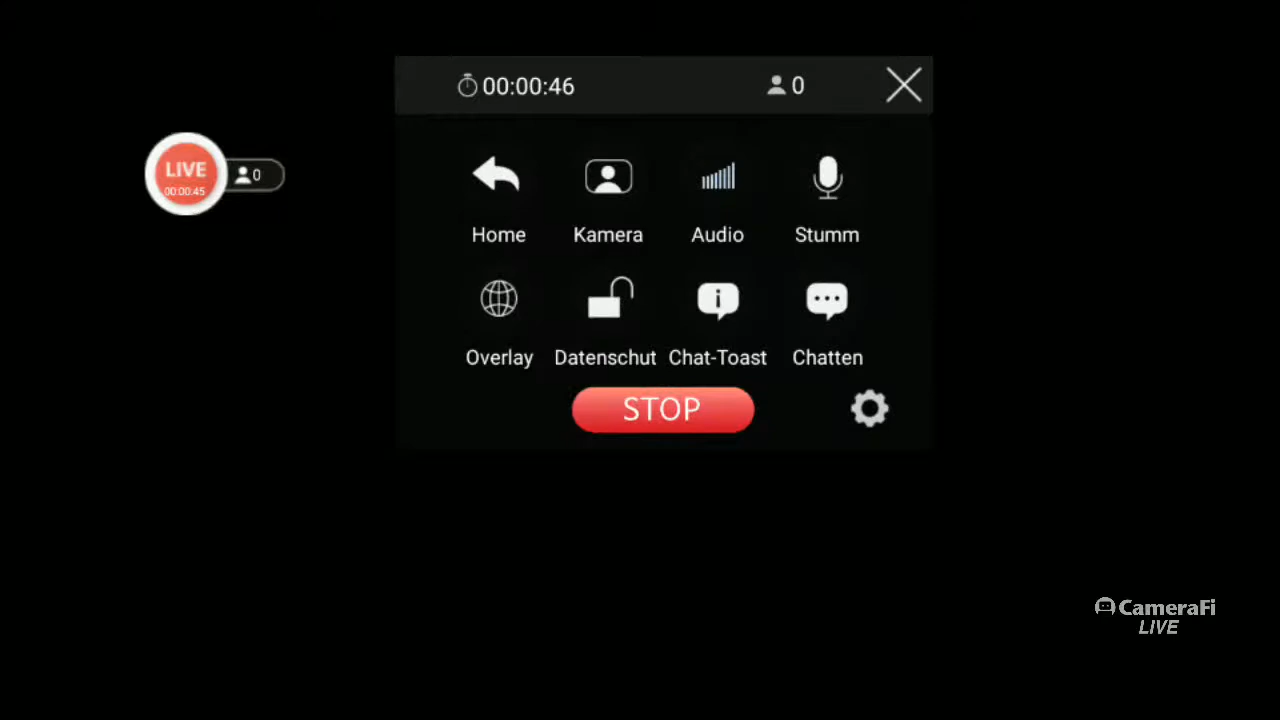 00:00:46 0
LIVE 0
00:00:45
Home Kamera Audio Stumm
Overlay Datenschut Chat-Toast Chatten
STOP
CameraFi
LIVE